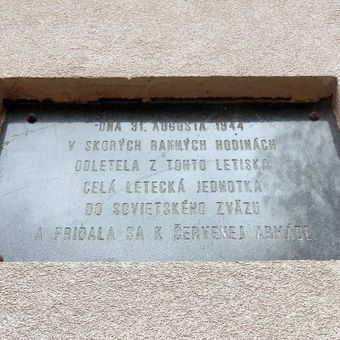 DŇA 31. AUGUSTA 1944
V SKORÝCH RANNÝCH HODINÁCH
ODLETELA Z TOHTO LETISKA
CELÁ LETECKÁ JEDNOTKA
DO SOVIETSKÉHO ZVÄZU
A PRIDALA SA K ČERVENEJ ARMÁDE